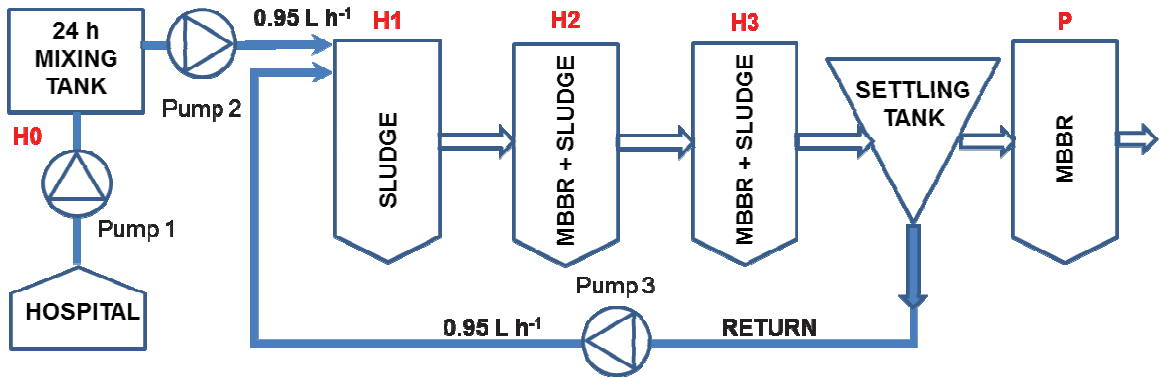 0.95 L h⁻¹
H1
H2
H3
P
24 h
MIXING
TANK
Pump 2
H0
SLUDGE
MBBR + SLUDGE
MBBR + SLUDGE
SETTLING
TANK
MBBR
Pump 1
HOSPITAL
Pump 3
0.95 L h⁻¹
RETURN